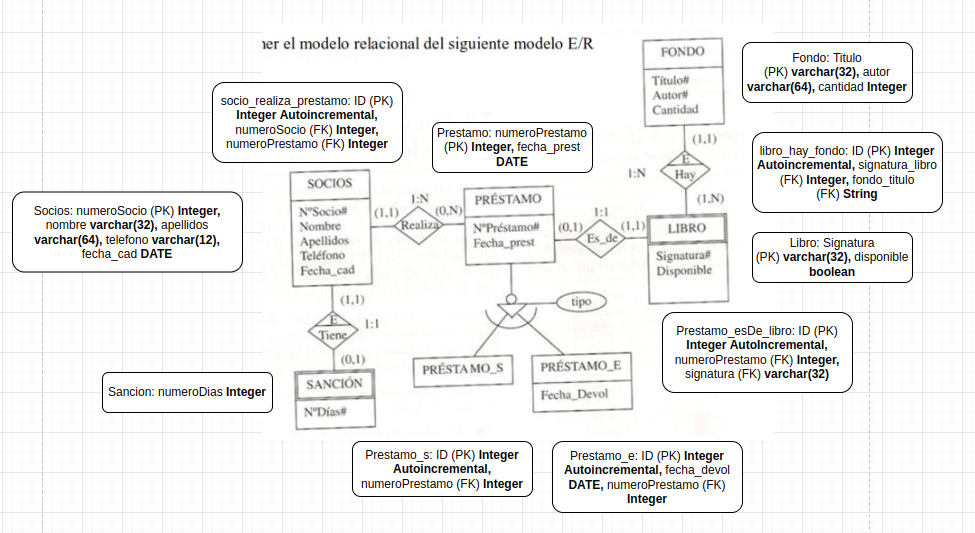 ner el modelo relacional del siguiente modelo E/R
FONDO
Título#
Autor#
Cantidad
Fondo: Titulo
(PK) varchar(32), autor
varchar(64), cantidad Integer
socio_realiza_prestamo: ID (PK)
Integer Autoincremental,
numeroSocio (FK) Integer,
numeroPrestamo (FK) Integer
Prestamo: numeroPrestamo
(PK) Integer, fecha_prest
DATE
(1,1)
E
Hay
1:N
(1,N)
libro_hay_fondo: ID (PK) Integer
Autoincremental, signatura_libro
(FK) Integer, fondo_titulo
(FK) String
Socios: numeroSocio (PK) Integer,
nombre varchar(32), apellidos
varchar(64), telefono varchar(12),
fecha_cad DATE
SOCIOS
NºSocio#
Nombre
Apellidos
Teléfono
Fecha_cad
1:N
(1,1)
Realiza
(0,N)
PRÉSTAMO
NºPréstamo#
Fecha_prest
1:1
(0,1)
Es_de
(1,1)
LIBRO
Signatura#
Disponible
Libro: Signatura
(PK) varchar(32), disponible
boolean
(1,1)
E
Tiene
1:1
(0,1)
tipo
Prestamo_esDe_libro: ID (PK)
Integer AutoIncremental,
numeroPrestamo (FK) Integer,
signatura (FK) varchar(32)
Sancion: numeroDias Integer
SANCIÓN
NºDías#
PRÉSTAMO_S
PRÉSTAMO_E
Fecha_Devol
Prestamo_s: ID (PK) Integer
Autoincremental,
numeroPrestamo (FK) Integer
Prestamo_e: ID (PK) Integer
Autoincremental, fecha_devol
DATE, numeroPrestamo (FK)
Integer